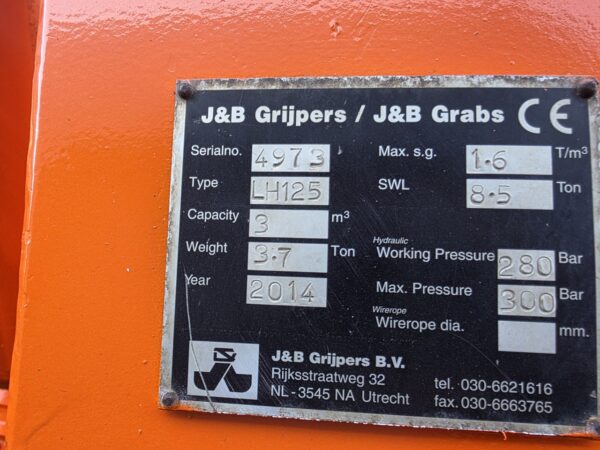 J&B Grijpers / J&B Grabs CE
Serialno. 4973 Max. s.g. 1.6 T/m³
Type LH125 SWL 8.5 Ton
Capacity 3 m³
Weight 3.7 Ton Hydraulic Working Pressure 280 Bar
Year 2014 Max. Pressure 300 Bar
Wirerope Wirerope dia. mm.
J&B Grijpers B.V.
Rijksstraatweg 32 tel. 030-6621616
NL-3545 NA Utrecht fax. 030-6663765